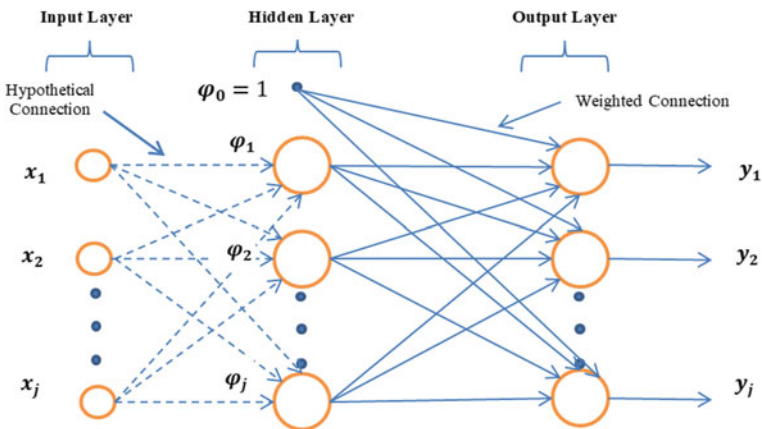 Input Layer
Hidden Layer
Output Layer
Hypothetical
Connection
φ₀ = 1
Weighted Connection
x₁
φ₁
y₁
x₂
φ₂
y₂
xⱼ
φⱼ
yⱼ